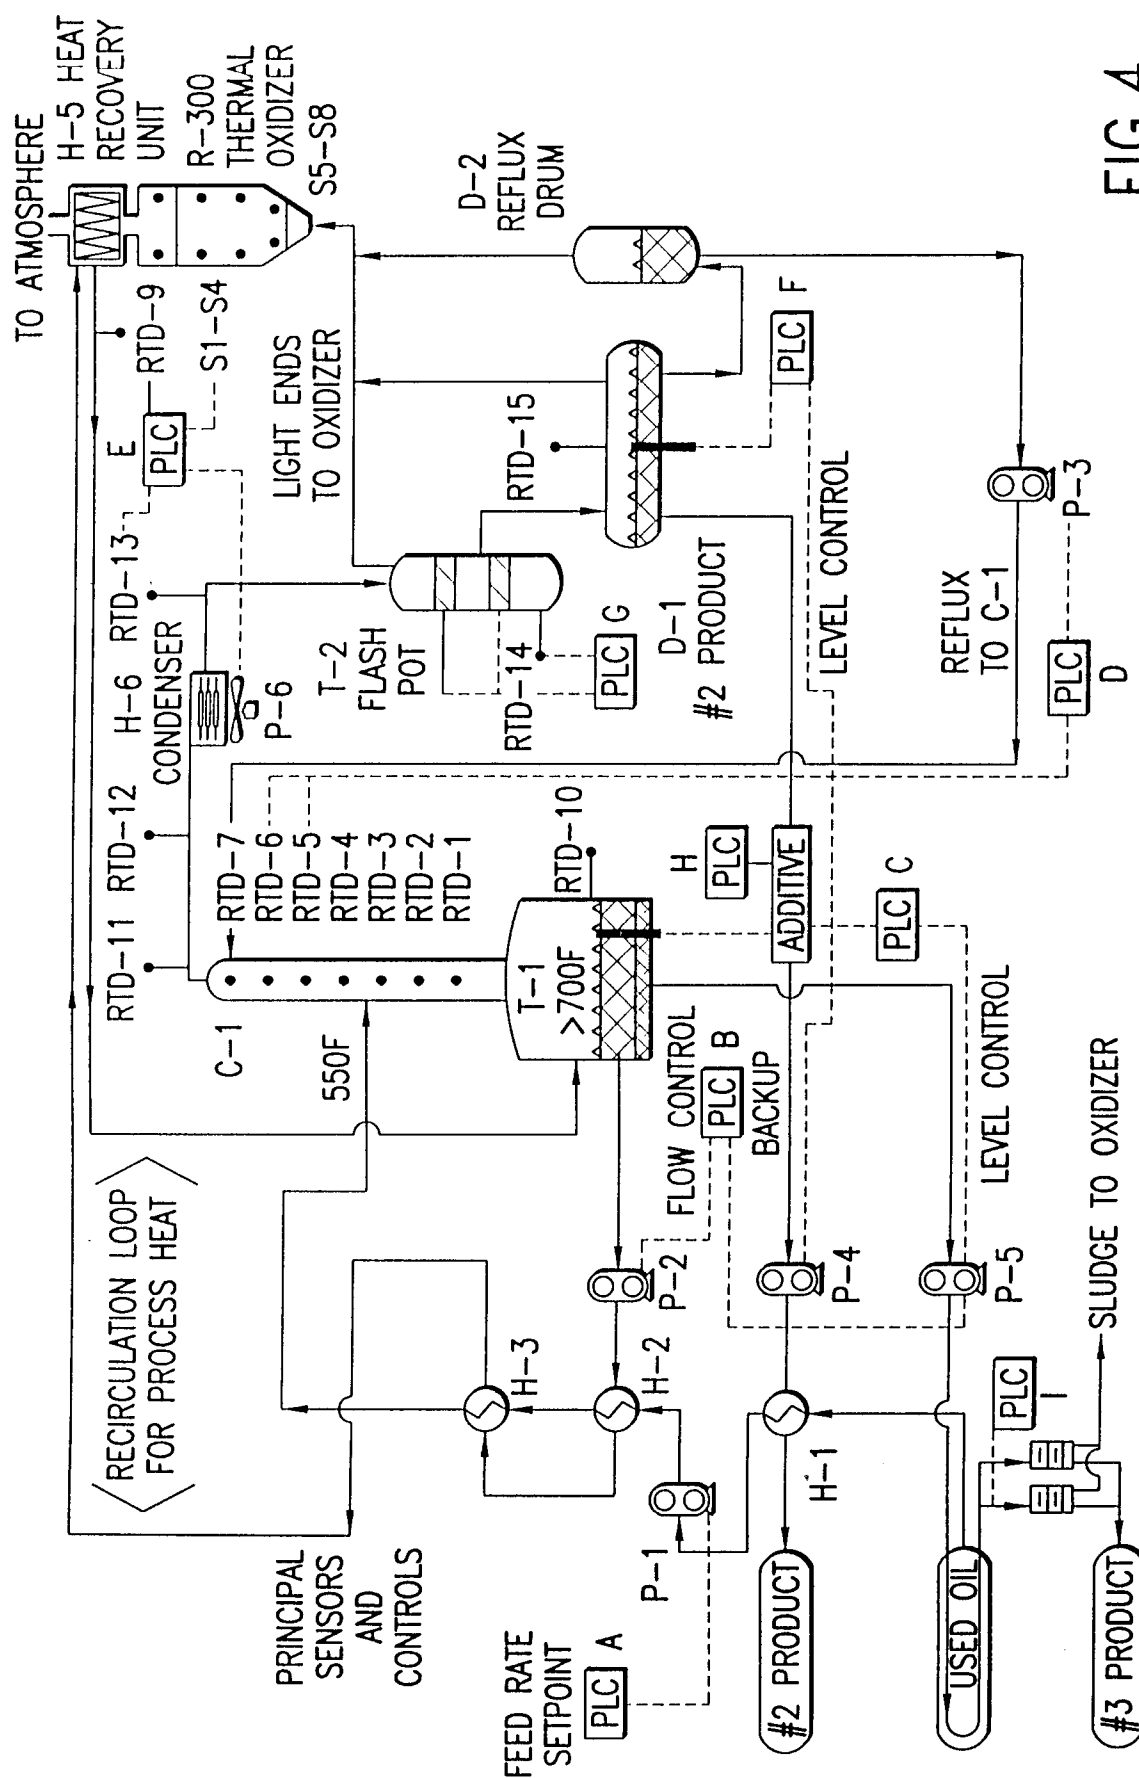 TO ATMOSPHERE
H-5 HEAT
RECOVERY
UNIT
R-300
THERMAL
OXIDIZER
S5-S8
RTD-9
S1-S4
E
PLC
RTD-13
H-6
CONDENSER
P-6
RTD-12
RTD-11
LIGHT ENDS
TO OXIDIZER
D-2
REFLUX
DRUM
RTD-15
PLC
F
T-2
FLASH
POT
RTD-14
PLC
G
D-1
#2 PRODUCT
LEVEL CONTROL
P-3
REFLUX
TO C-1
PLC
D
RTD-7
RTD-6
RTD-5
RTD-4
RTD-3
RTD-2
RTD-1
C-1
550F
T-1
>700F
RTD-10
H
PLC
ADDITIVE
PLC
C
RECIRCULATION LOOP
FOR PROCESS HEAT
FLOW CONTROL
PLC
B
BACKUP
LEVEL CONTROL
P-2
P-4
P-5
H-3
H-2
H-1
P-1
PRINCIPAL
SENSORS
AND
CONTROLS
FEED RATE
SETPOINT
PLC
A
SLUDGE TO OXIDIZER
PLC
I
#2 PRODUCT
USED OIL
#3 PRODUCT
FIG. 4